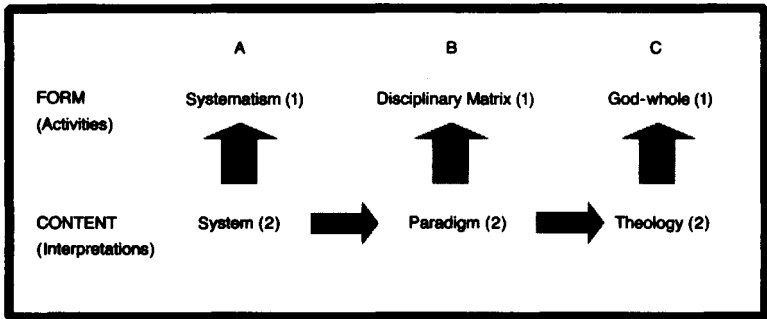 A B C
FORM Systematism (1) Disciplinary Matrix (1) God-whole (1)
(Activities)
CONTENT System (2) Paradigm (2) Theology (2)
(Interpretations)